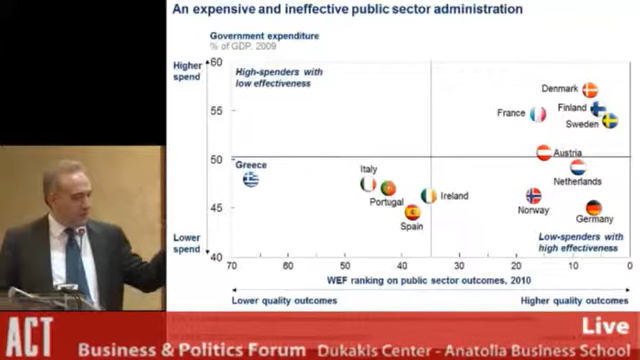 An expensive and ineffective public sector administration
Government expenditure
% of GDP, 2009
Higher
spend
60
High-spenders with
low effectiveness
Denmark
55
France
Finland
Sweden
50
Greece
Italy
Austria
Portugal
Ireland
Netherlands
45
Spain
Norway
Germany
Lower
spend
Low-spenders with
high effectiveness
40
70 60 50 40 30 20 10 0
WEF ranking on public sector outcomes, 2010
Lower quality outcomes Higher quality outcomes
ACT
Live
Business & Politics Forum Dukakis Center - Anatolia Business School